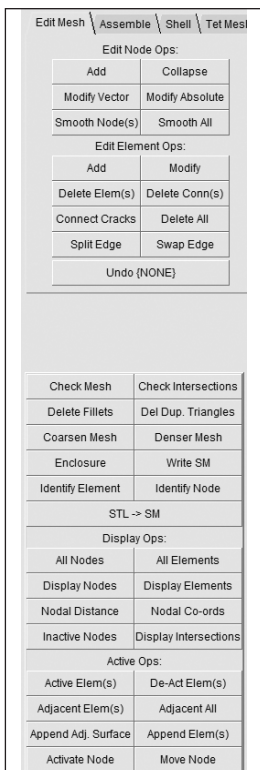 Edit Mesh Assemble Shell Tet Mesl
Edit Node Ops:
Add Collapse
Modify Vector Modify Absolute
Smooth Node(s) Smooth All
Edit Element Ops:
Add Modify
Delete Elem(s) Delete Conn(s)
Connect Cracks Delete All
Split Edge Swap Edge
Undo {NONE}
Check Mesh Check Intersections
Delete Fillets Del Dup. Triangles
Coarsen Mesh Denser Mesh
Enclosure Write SM
Identify Element Identify Node
STL -> SM
Display Ops:
All Nodes All Elements
Display Nodes Display Elements
Nodal Distance Nodal Co-ords
Inactive Nodes Display Intersections
Active Ops:
Active Elem(s) De-Act Elem(s)
Adjacent Elem(s) Adjacent All
Append Adj. Surface Append Elem(s)
Activate Node Move Node